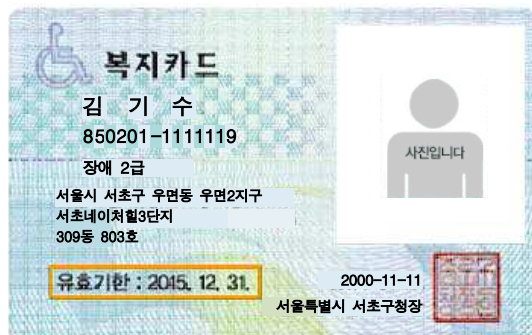 복지카드
김 기 수
850201-1111119
장애 2급
사진입니다
서울시 서초구 우면동 우면2지구
서초네이처힐3단지
309동 803호
유효기한 : 2015. 12. 31.
2000-11-11
서울특별시 서초구청장